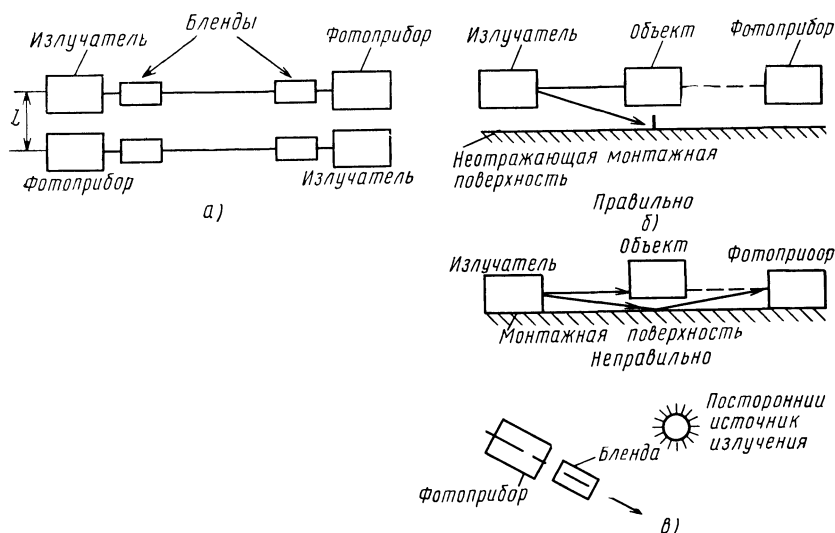 Излучатель
Бленды
Фотоприбор
l
Фотоприбор
Излучатель
а)
Излучатель
Объект
Фотоприбор
Неотражающая монтажная
поверхность
Правильно
б)
Излучатель
Объект
Фотоприоор
Монтажная поверхность
Неправильно
Посторонний
источник
излучения
Бленда
Фотоприбор
в)